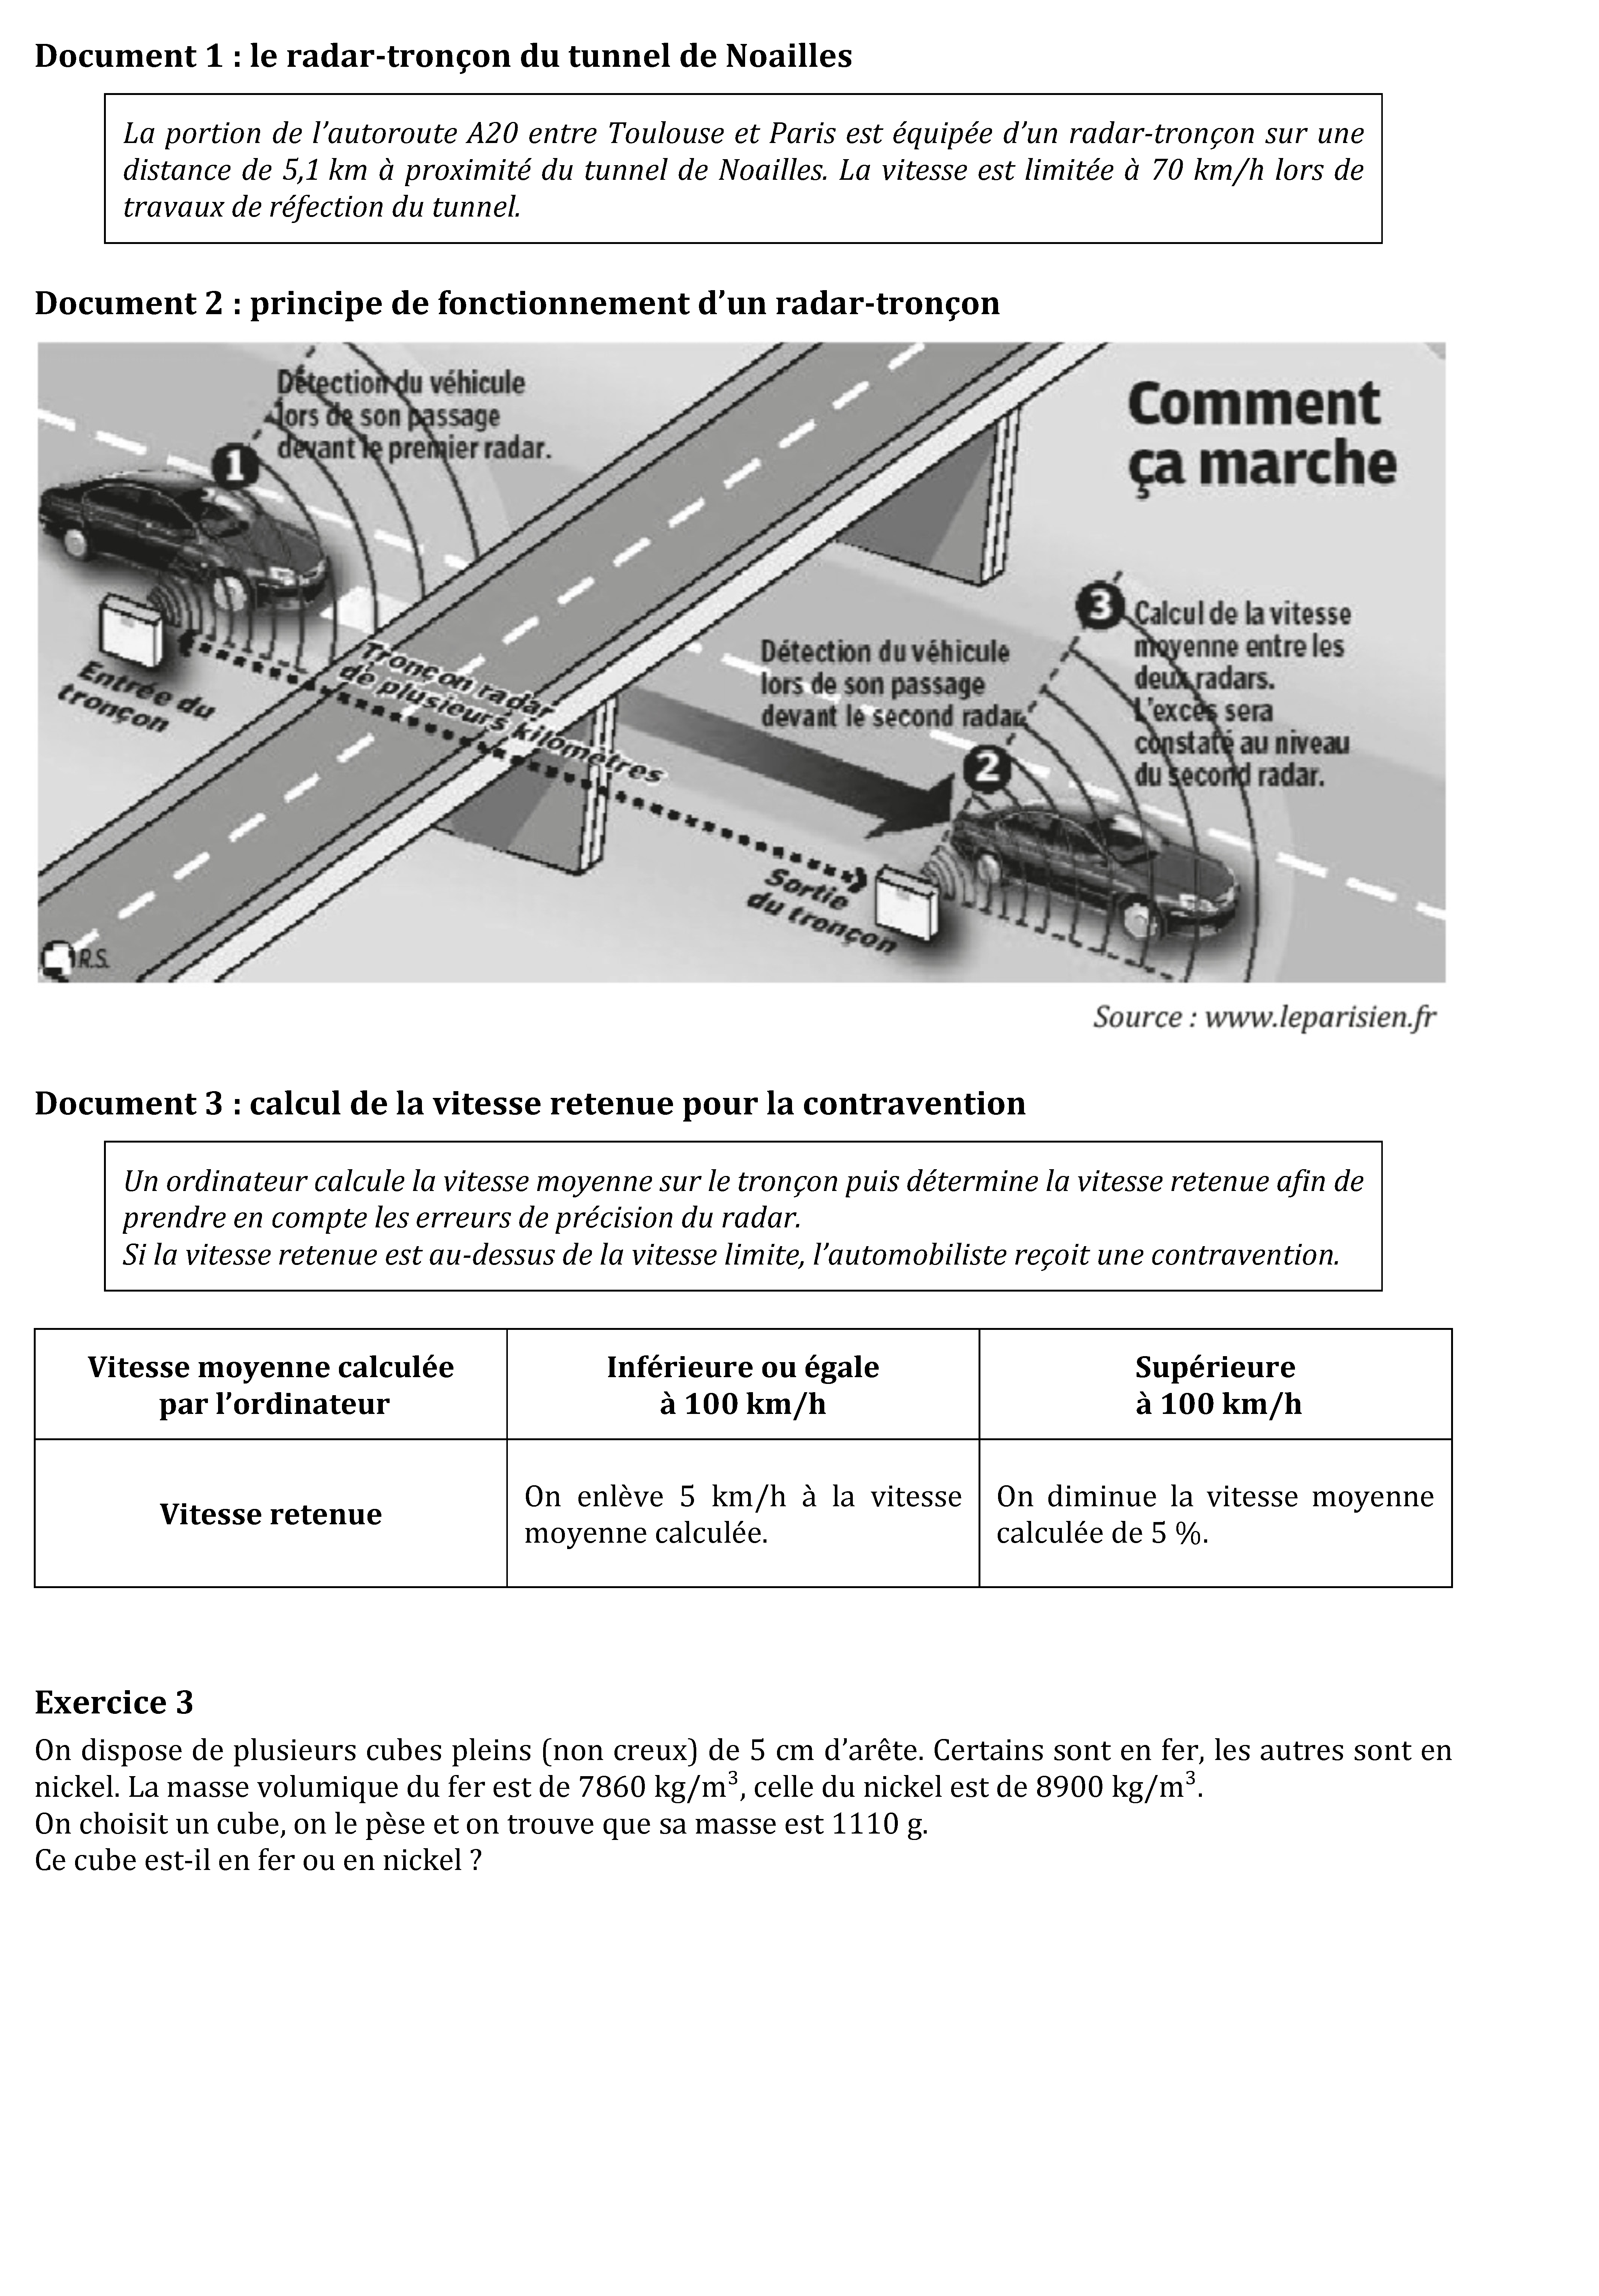 Document 1 : le radar-tronçon du tunnel de Noailles
La portion de l’autoroute A20 entre Toulouse et Paris est équipée d’un radar-tronçon sur une
distance de 5,1 km à proximité du tunnel de Noailles. La vitesse est limitée à 70 km/h lors de
travaux de réfection du tunnel.
Document 2 : principe de fonctionnement d’un radar-tronçon
Comment
ça marche
1
Détection du véhicule
lors de son passage
devant le premier radar.
Entrée du
tronçon
Tronçon radar
de plusieurs kilomètres
Détection du véhicule
lors de son passage
devant le second radar.
2
3
Calcul de la vitesse
moyenne entre les
deux radars.
L'excès sera
constaté au niveau
du second radar.
Sortie
du tronçon
R.S.
Source : www.leparisien.fr
Document 3 : calcul de la vitesse retenue pour la contravention
Un ordinateur calcule la vitesse moyenne sur le tronçon puis détermine la vitesse retenue afin de
prendre en compte les erreurs de précision du radar.
Si la vitesse retenue est au-dessus de la vitesse limite, l’automobiliste reçoit une contravention.
Vitesse moyenne calculée
par l’ordinateur
Inférieure ou égale
à 100 km/h
Supérieure
à 100 km/h
Vitesse retenue
On enlève 5 km/h à la vitesse
moyenne calculée.
On diminue la vitesse moyenne
calculée de 5 %.
Exercice 3
On dispose de plusieurs cubes pleins (non creux) de 5 cm d’arête. Certains sont en fer, les autres sont en
nickel. La masse volumique du fer est de 7860 kg/m³, celle du nickel est de 8900 kg/m³.
On choisit un cube, on le pèse et on trouve que sa masse est 1110 g.
Ce cube est-il en fer ou en nickel ?